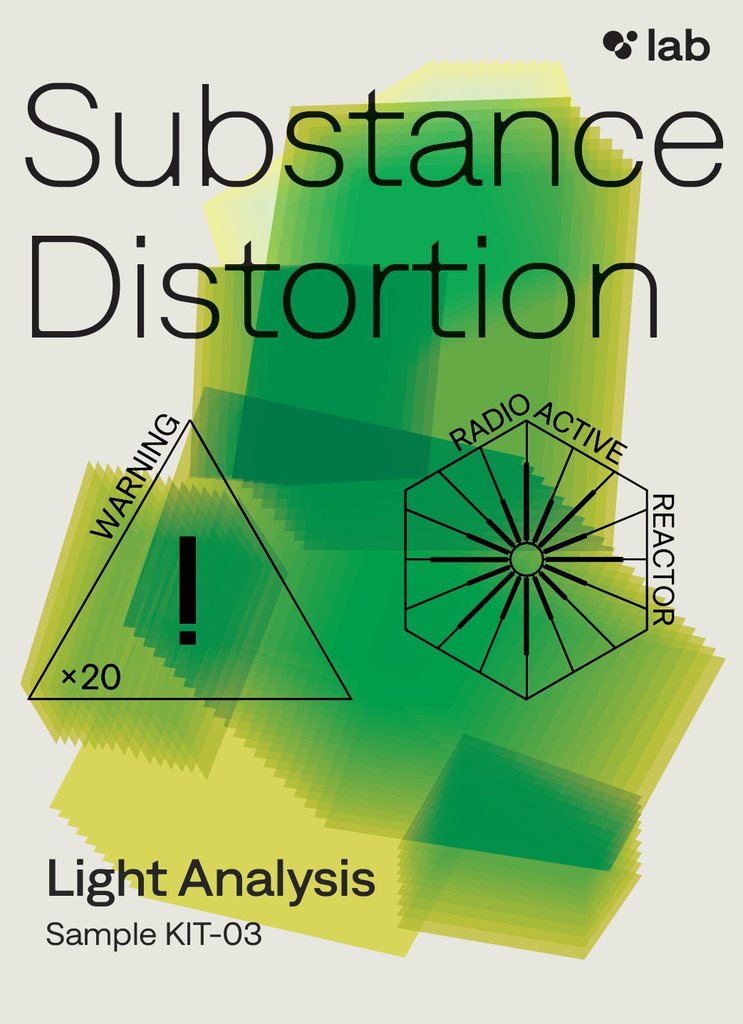 lab
Substance
Distortion
WARNING
!
×20
RADIO ACTIVE
REACTOR
Light Analysis
Sample KIT-03